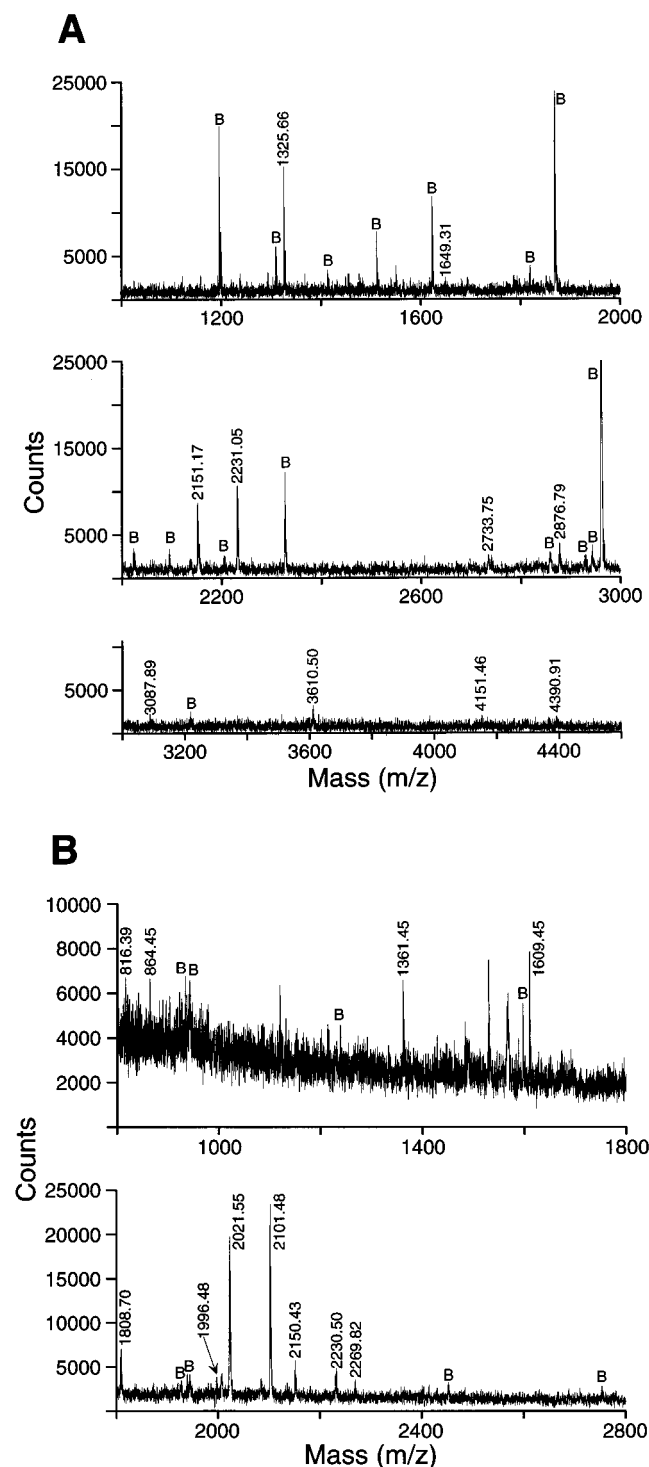 A
25000
15000
5000
B
B
1325.66
B
B
B
1649.31
B
B
1200
1600
2000
Counts
25000
15000
5000
B
B
2151.17
B
2231.05
B
2733.75
B
2876.79
B
B
B
2200
2600
3000
5000
3087.89
B
3610.50
4151.46
4390.91
3200
3600
4000
4400
Mass (m/z)
B
Counts
10000
8000
6000
4000
2000
816.39
864.45
B
B
B
1361.45
B
1609.45
1000
1400
1800
25000
20000
15000
10000
5000
1808.70
B
B
1996.48
2021.55
2101.48
2150.43
2230.50
2269.82
B
B
2000
2400
2800
Mass (m/z)